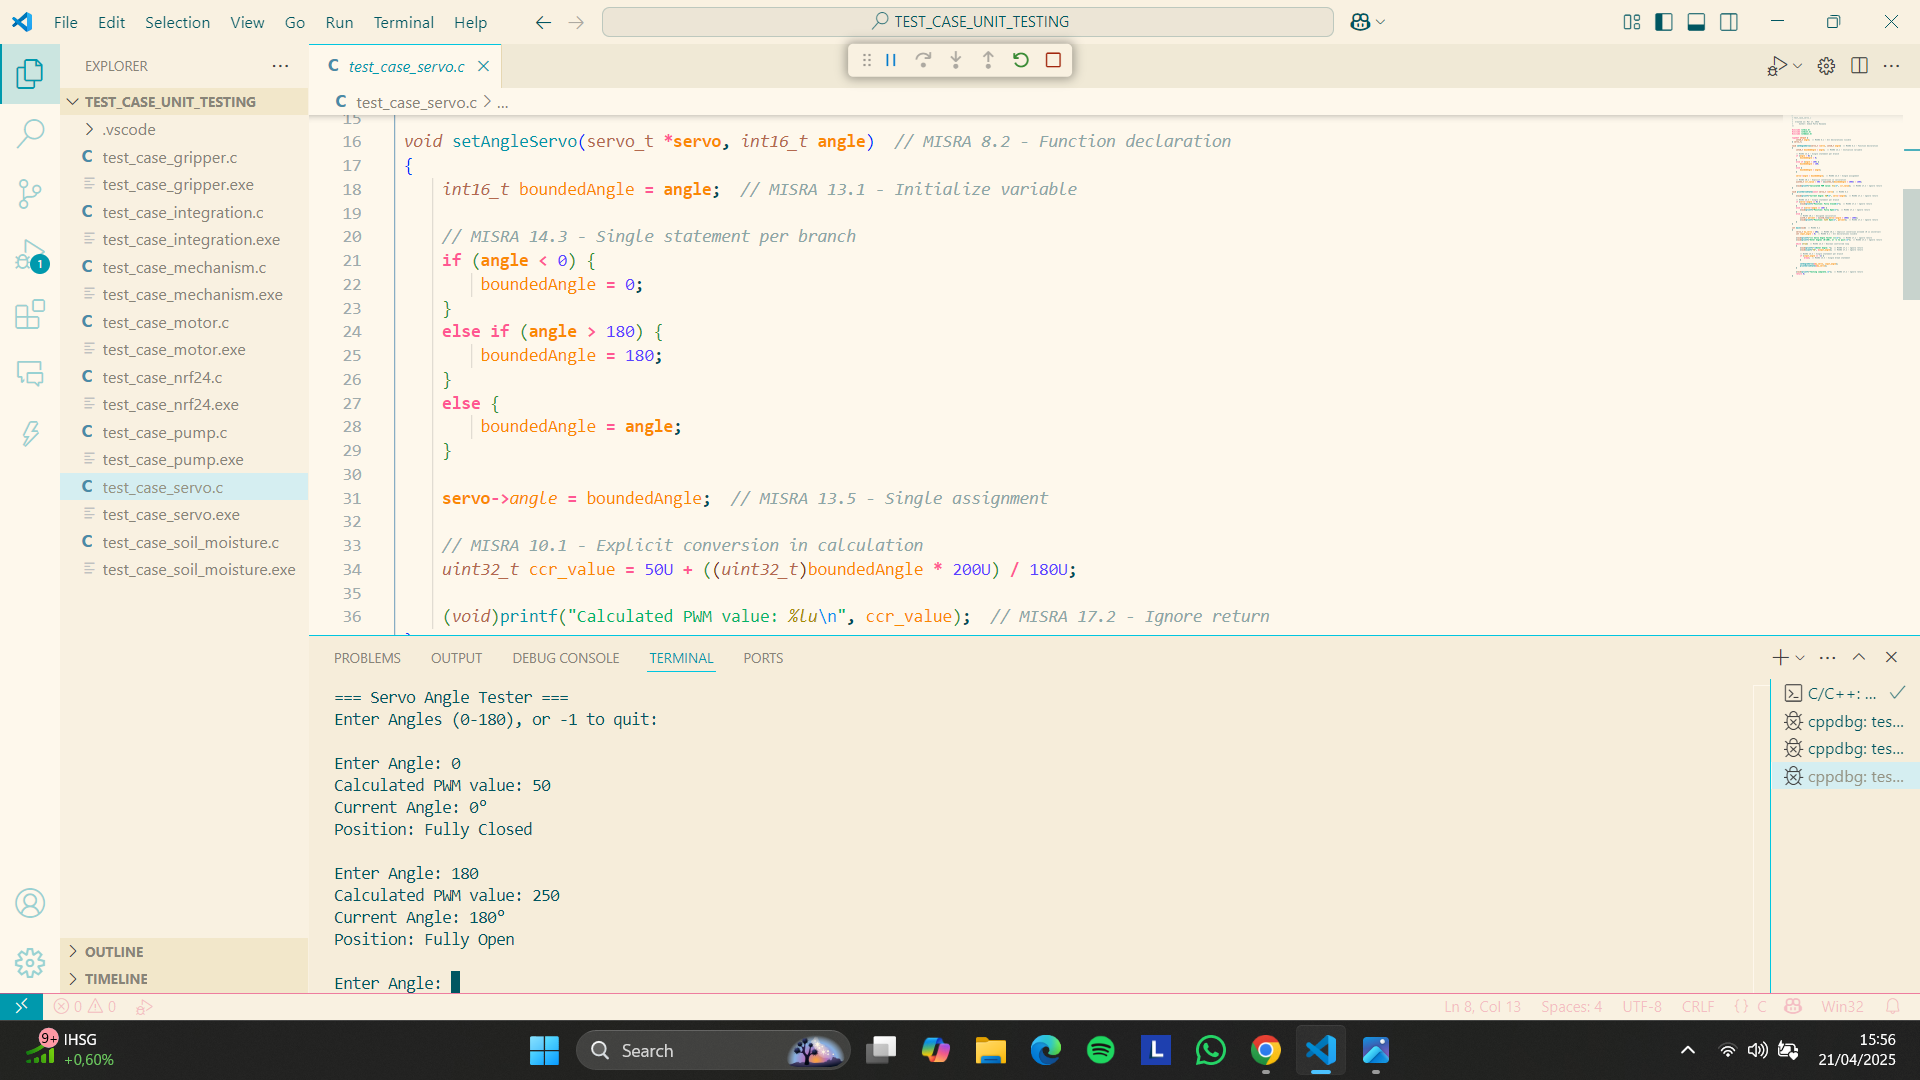 File Edit Selection View Go Run Terminal Help
TEST_CASE_UNIT_TESTING
EXPLORER
test_case_servo.c
TEST_CASE_UNIT_TESTING
test_case_servo.c > ...
.vscode
test_case_gripper.c
test_case_gripper.exe
test_case_integration.c
test_case_integration.exe
test_case_mechanism.c
test_case_mechanism.exe
test_case_motor.c
test_case_motor.exe
test_case_nrf24.c
test_case_nrf24.exe
test_case_pump.c
test_case_pump.exe
test_case_servo.c
test_case_servo.exe
test_case_soil_moisture.c
test_case_soil_moisture.exe
OUTLINE
TIMELINE
1
15
16 void setAngleServo(servo_t *servo, int16_t angle)  // MISRA 8.2 - Function declaration
17 {
18 int16_t boundedAngle = angle;  // MISRA 13.1 - Initialize variable
19
20 // MISRA 14.3 - Single statement per branch
21 if (angle < 0) {
22 boundedAngle = 0;
23 }
24 else if (angle > 180) {
25 boundedAngle = 180;
26 }
27 else {
28 boundedAngle = angle;
29 }
30
31 servo->angle = boundedAngle;  // MISRA 13.5 - Single assignment
32
33 // MISRA 10.1 - Explicit conversion in calculation
34 uint32_t ccr_value = 50U + ((uint32_t)boundedAngle * 200U) / 180U;
35
36 (void)printf("Calculated PWM value: %lu\n", ccr_value);  // MISRA 17.2 - Ignore return
PROBLEMS OUTPUT DEBUG CONSOLE TERMINAL PORTS
=== Servo Angle Tester ===
Enter Angles (0-180), or -1 to quit:
Enter Angle: 0
Calculated PWM value: 50
Current Angle: 0°
Position: Fully Closed
Enter Angle: 180
Calculated PWM value: 250
Current Angle: 180°
Position: Fully Open
Enter Angle:
C/C++: ...
cppdbg: tes...
cppdbg: tes...
cppdbg: tes...
0 0
Ln 8, Col 13 Spaces: 4 UTF-8 CRLF {} C Win32
9+ IHSG
+0,60%
Search
L
15:56
21/04/2025